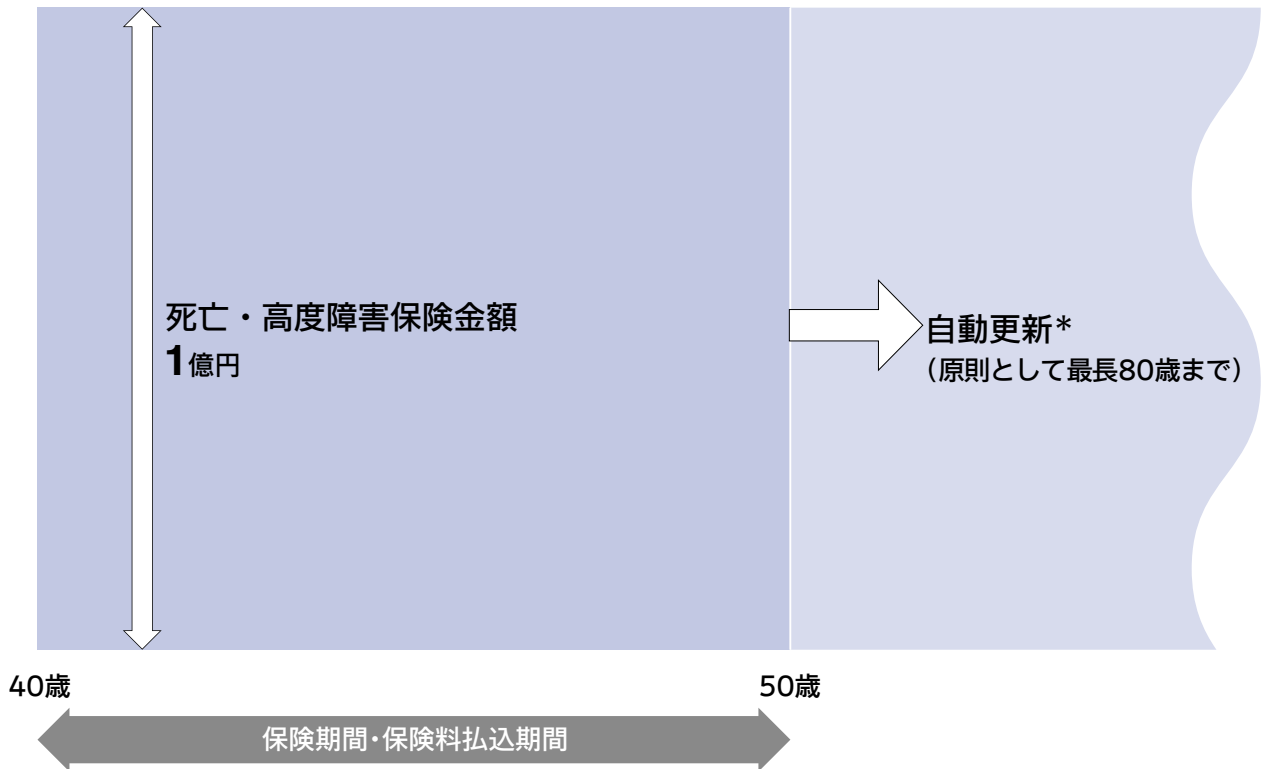 死亡・高度障害保険金額
1億円
自動更新*
(原則として最長80歳まで)
40歳
50歳
保険期間・保険料払込期間